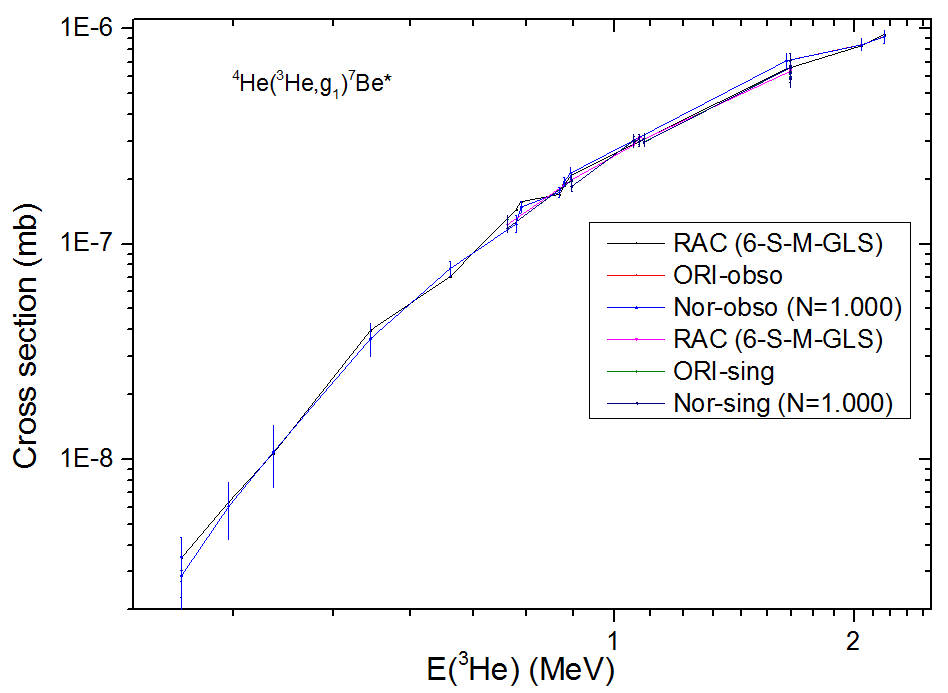 1E-6
⁴He(³He,g₁)⁷Be*
1E-7
RAC (6-S-M-GLS)
ORI-obso
Nor-obso (N=1.000)
RAC (6-S-M-GLS)
ORI-sing
Nor-sing (N=1.000)
Cross section (mb)
1E-8
1
2
E(³He) (MeV)